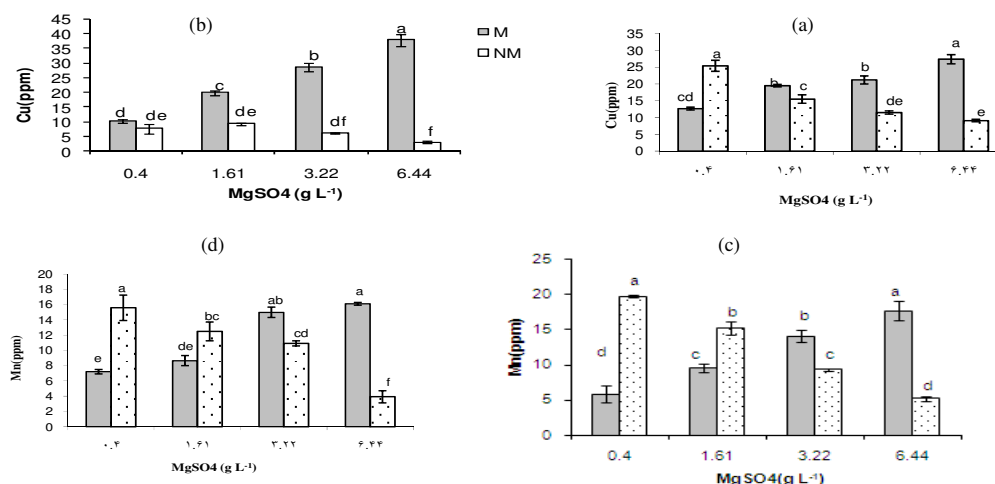 (b)
M
NM
Cu(ppm)
45
40
35
30
25
20
15
10
5
0
d
de
c
de
b
df
a
f
0.4 1.61 3.22 6.44
MgSO4 (g L-1)
(a)
Cu(ppm)
35
30
25
20
15
10
5
0
cd
a
b
c
b
de
a
e
۰.۴ ۱.۶۱ ۳.۲۲ ۶.۴۴
MgSO4 (g L-1)
(d)
Mn(ppm)
20
18
16
14
12
10
8
6
4
2
0
e
a
de
bc
ab
cd
a
f
۰.۴ ۱.۶۱ ۳.۲۲ ۶.۴۴
MgSO4 (g L-1)
(c)
Mn(ppm)
25
20
15
10
5
0
d
a
c
b
b
c
a
d
0.4 1.61 3.22 6.44
MgSO4(g L-1)